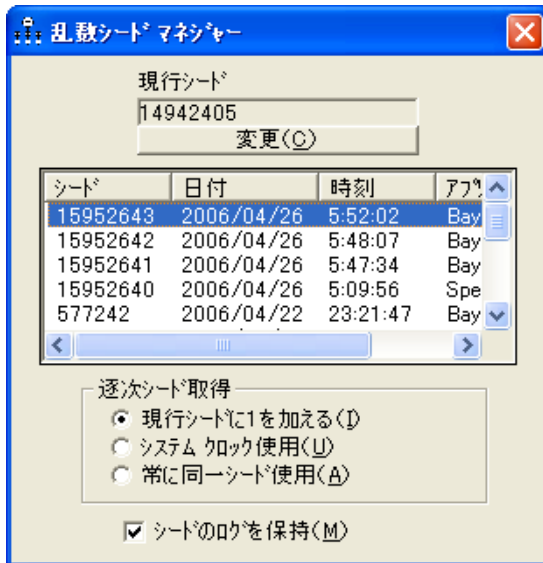 乱数シード マネジャー
現行シード
14942405
変更(C)
シード 日付 時刻
15952643 2006/04/26 5:52:02 Bay
15952642 2006/04/26 5:48:07 Bay
15952641 2006/04/26 5:47:34 Bay
15952640 2006/04/26 5:09:56 Spe
577242 2006/04/22 23:21:47 Bay
逐次シード取得
現行シードに1を加える(I)
システム クロック使用(U)
常に同一シード使用(A)
シードのログを保持(M)